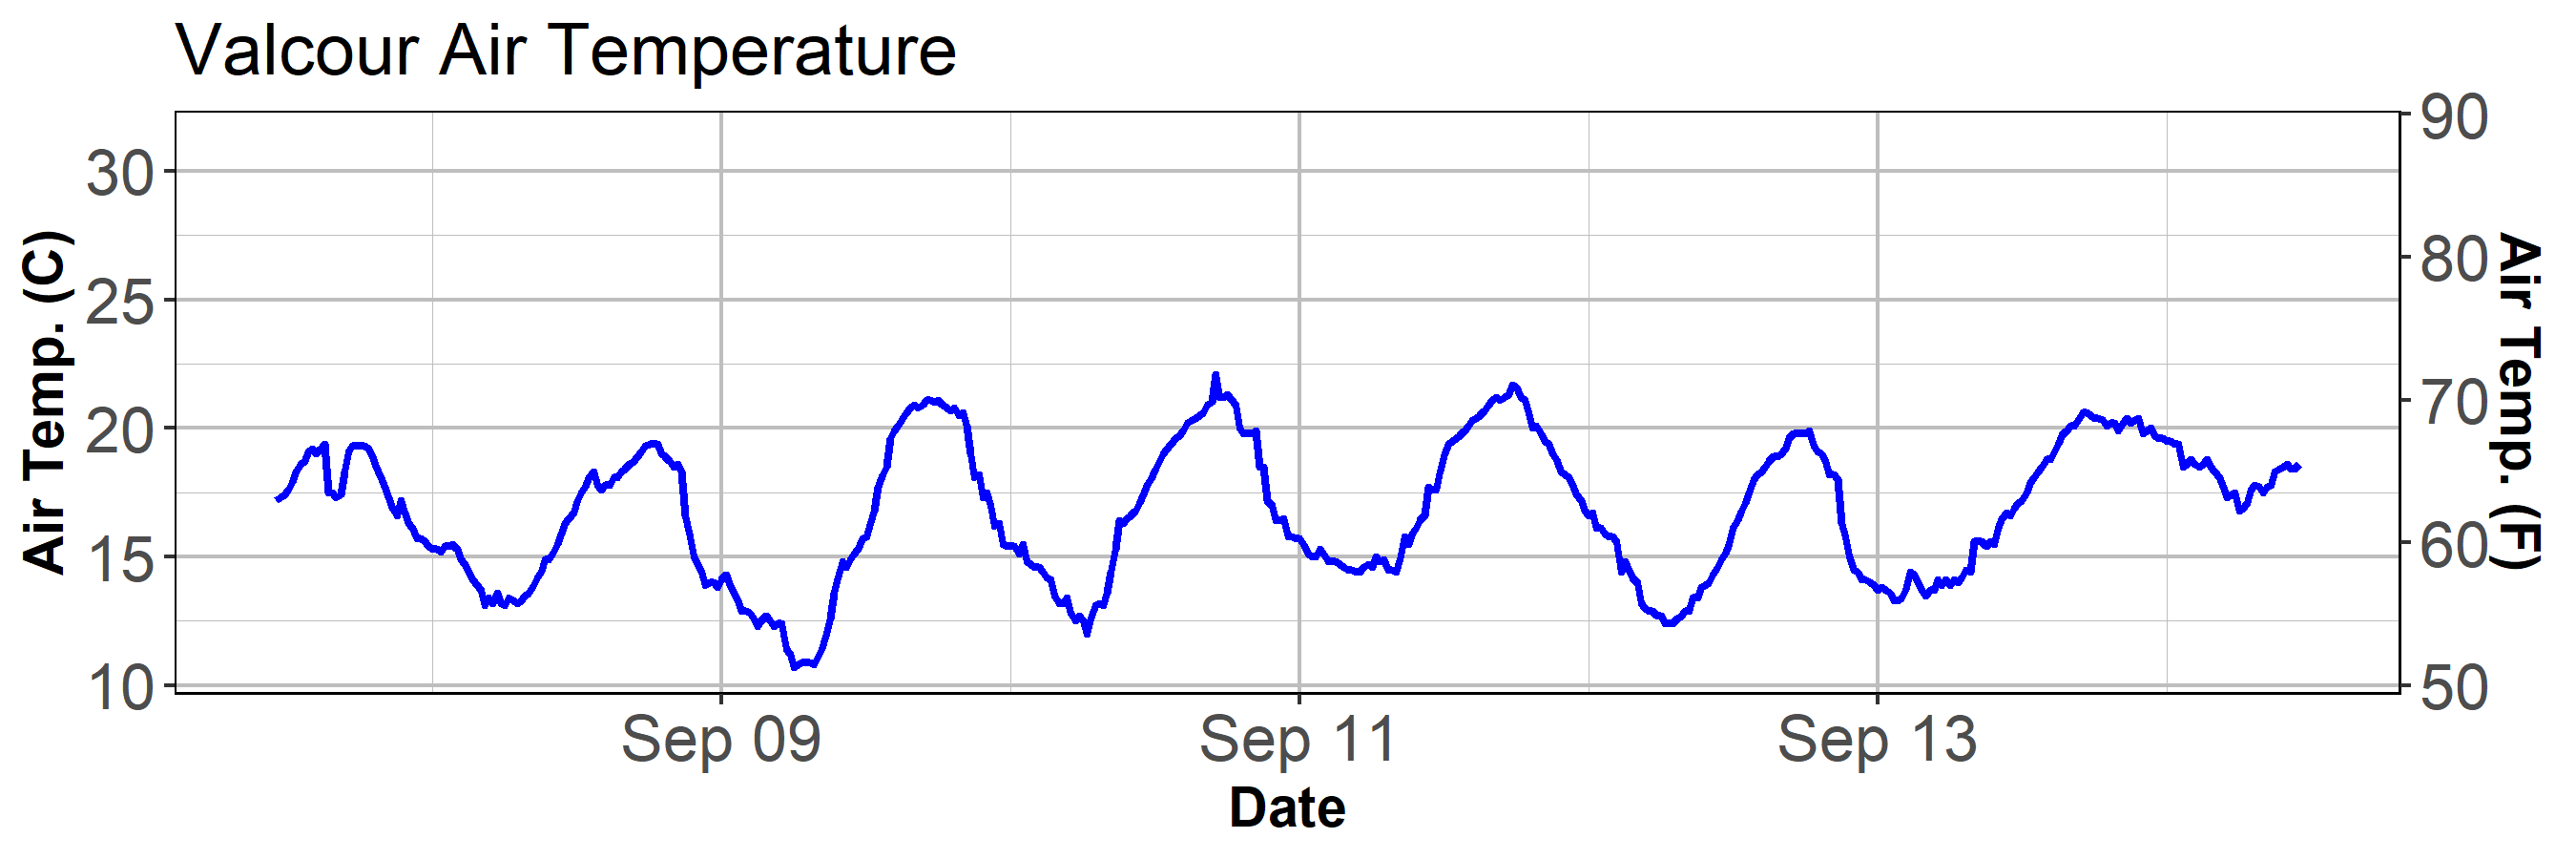 Valcour Air Temperature
Air Temp. (C)
30
25
20
15
10
90
80
70
60
50
Air Temp. (F)
Sep 09
Sep 11
Sep 13
Date